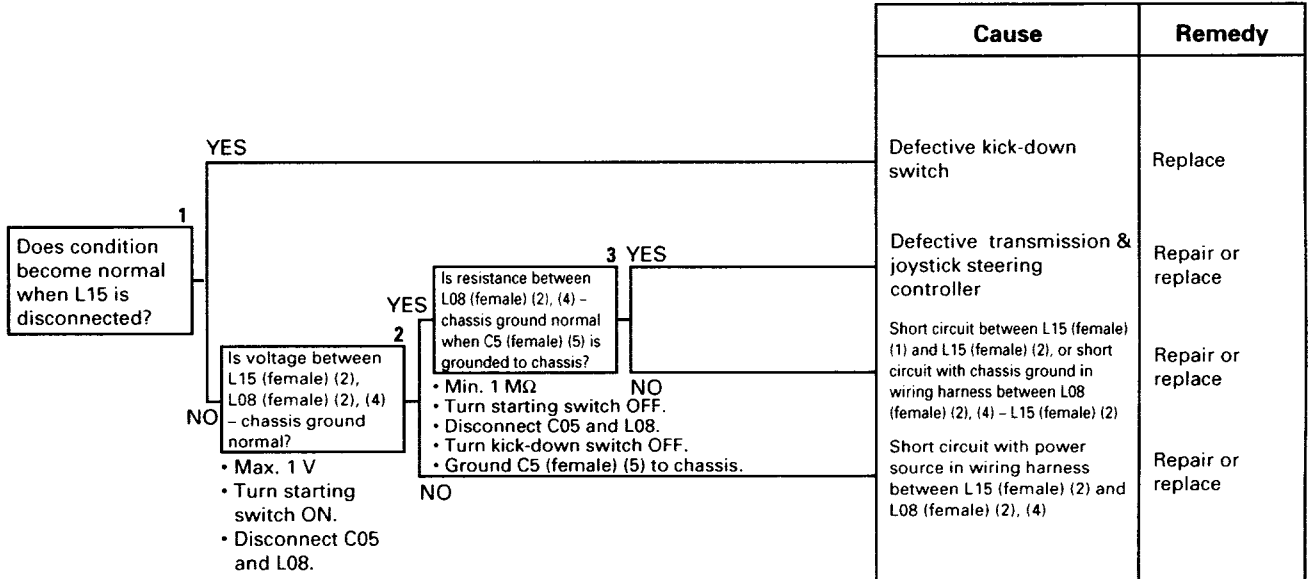 Cause
Remedy
YES
Defective kick-down
switch
Replace
1
Does condition
become normal
when L15 is
disconnected?
3 YES
Defective transmission &
joystick steering
controller
Repair or
replace
YES
Is resistance between
L08 (female) (2), (4) –
chassis ground normal
when C5 (female) (5) is
grounded to chassis?
2
NO
Is voltage between
L15 (female) (2),
L08 (female) (2), (4)
– chassis ground
normal?
• Min. 1 MΩ
• Turn starting switch OFF.
• Disconnect C05 and L08.
• Turn kick-down switch OFF.
• Ground C5 (female) (5) to chassis.
NO
Short circuit between L15 (female)
(1) and L15 (female) (2), or short
circuit with chassis ground in
wiring harness between L08
(female) (2), (4) – L15 (female) (2)
Repair or
replace
• Max. 1 V
• Turn starting
switch ON.
• Disconnect C05
and L08.
NO
Short circuit with power
source in wiring harness
between L15 (female) (2) and
L08 (female) (2), (4)
Repair or
replace